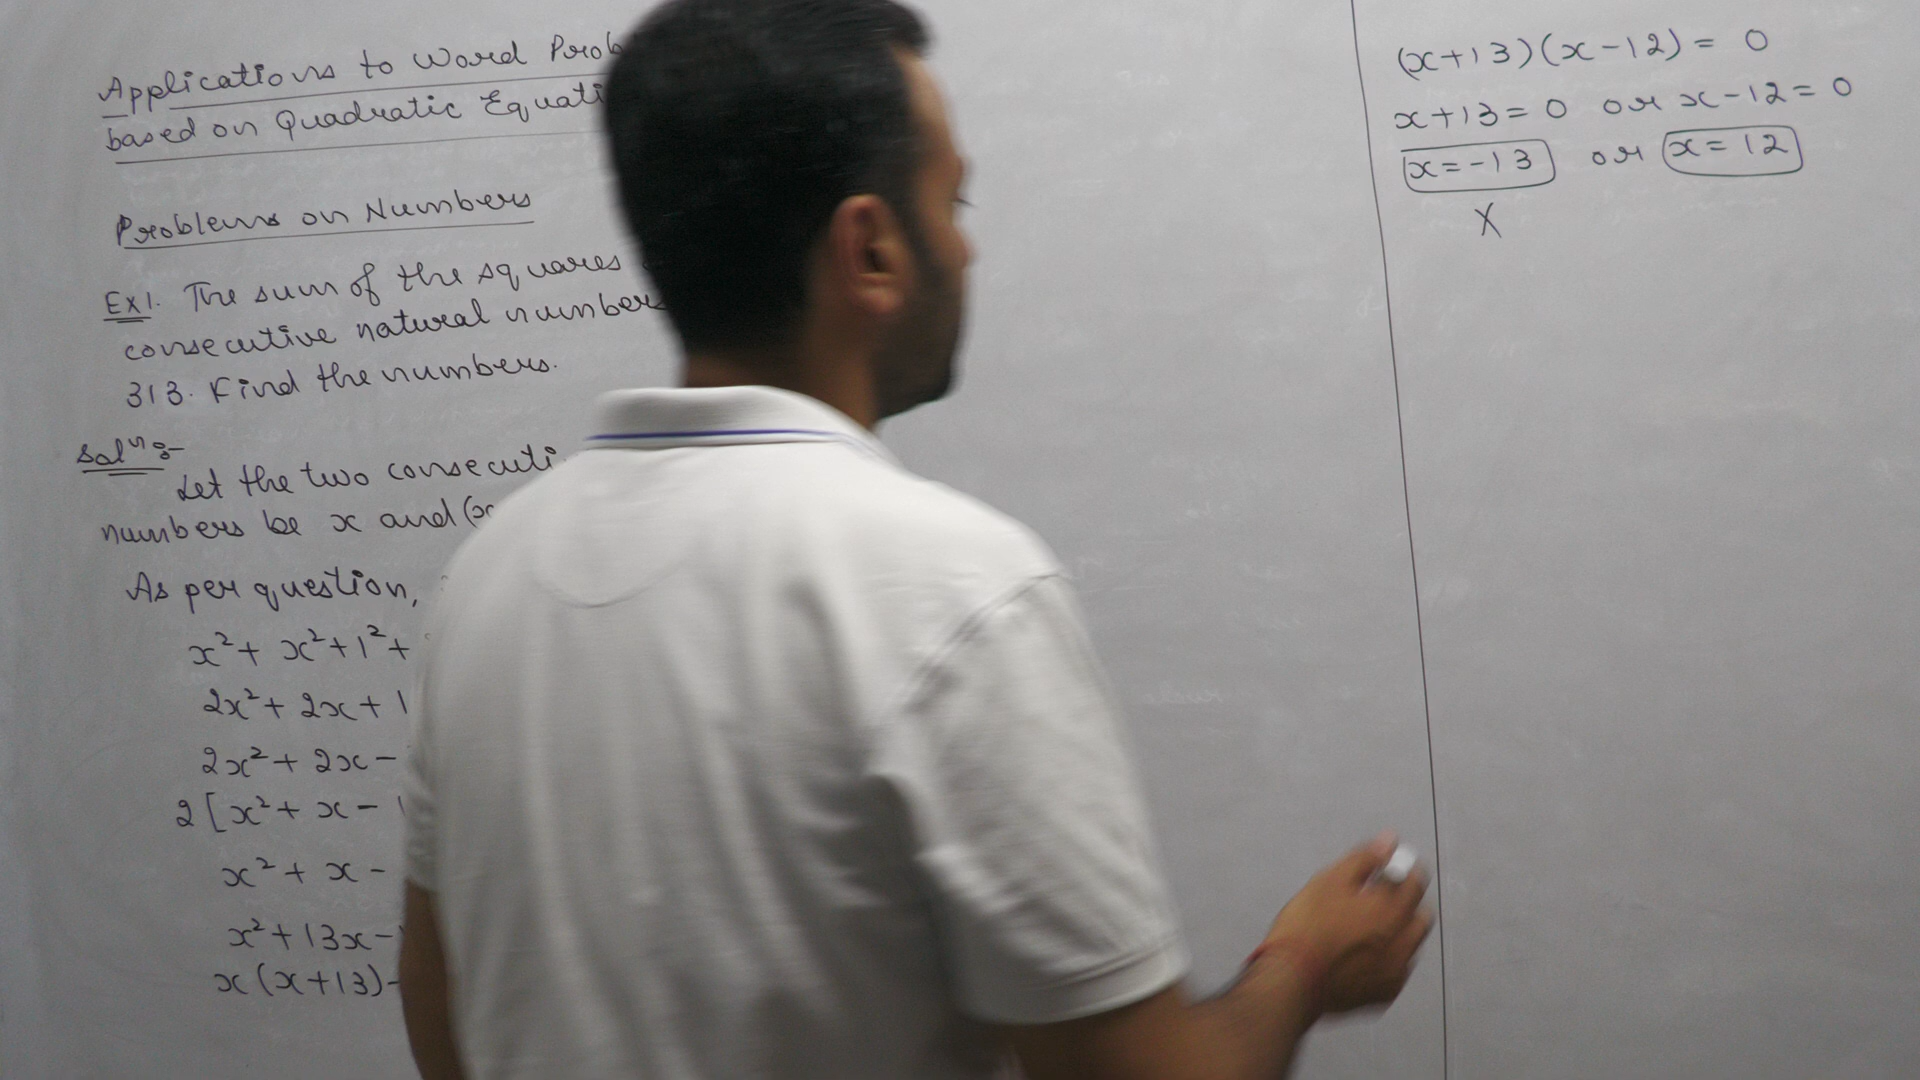 Applications to Word Prob
based on Quadratic Equati
Problems on Numbers
Ex1. The sum of the squares
consecutive natural numbers
313. Find the numbers.
Solⁿ:-
Let the two consecuti
numbers be x and (x
As per question,
x² + x² + 1² +
2x² + 2x + 1
2x² + 2x -
2 [x² + x - 1
x² + x -
x² + 13x -
x (x + 13) -
(x+13)(x-12) = 0
x+13 = 0 or x-12 = 0
x = -13 or x = 12
X